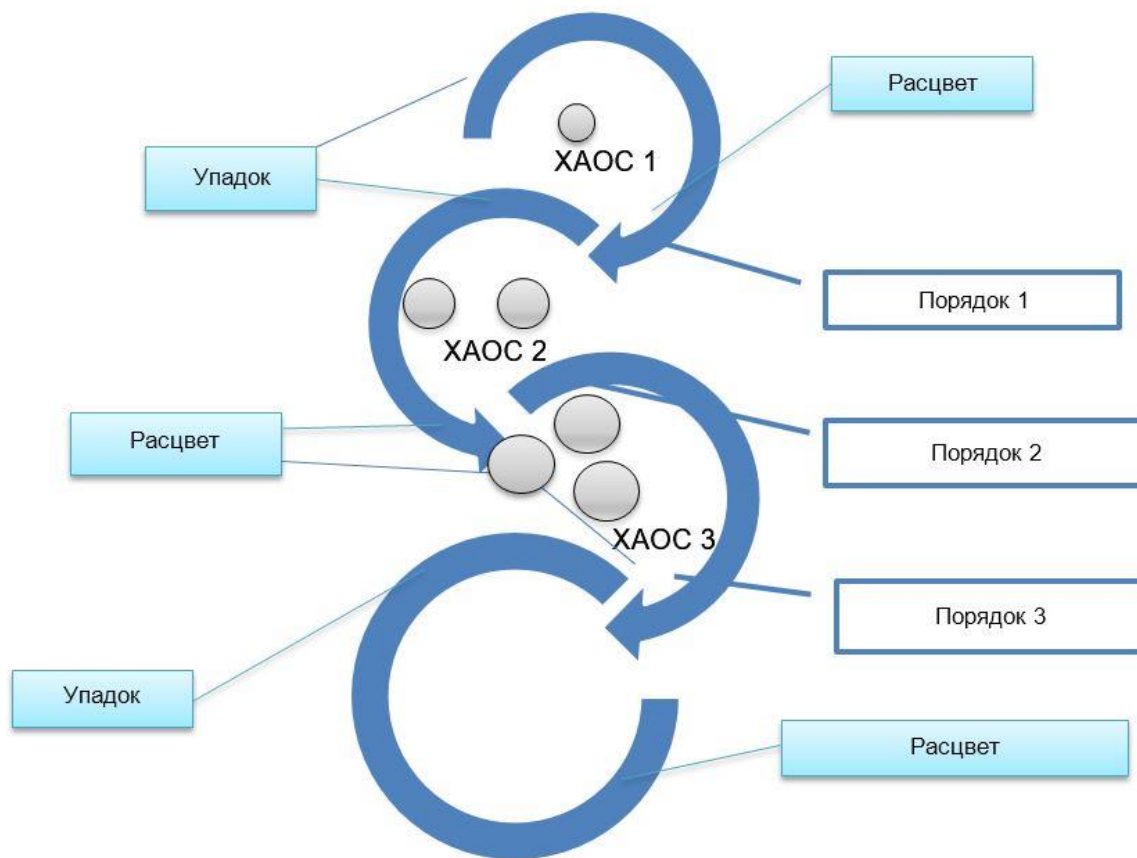 Расцвет
Упадок
ХАОС 1
Порядок 1
ХАОС 2
Расцвет
Порядок 2
ХАОС 3
Порядок 3
Упадок
Расцвет